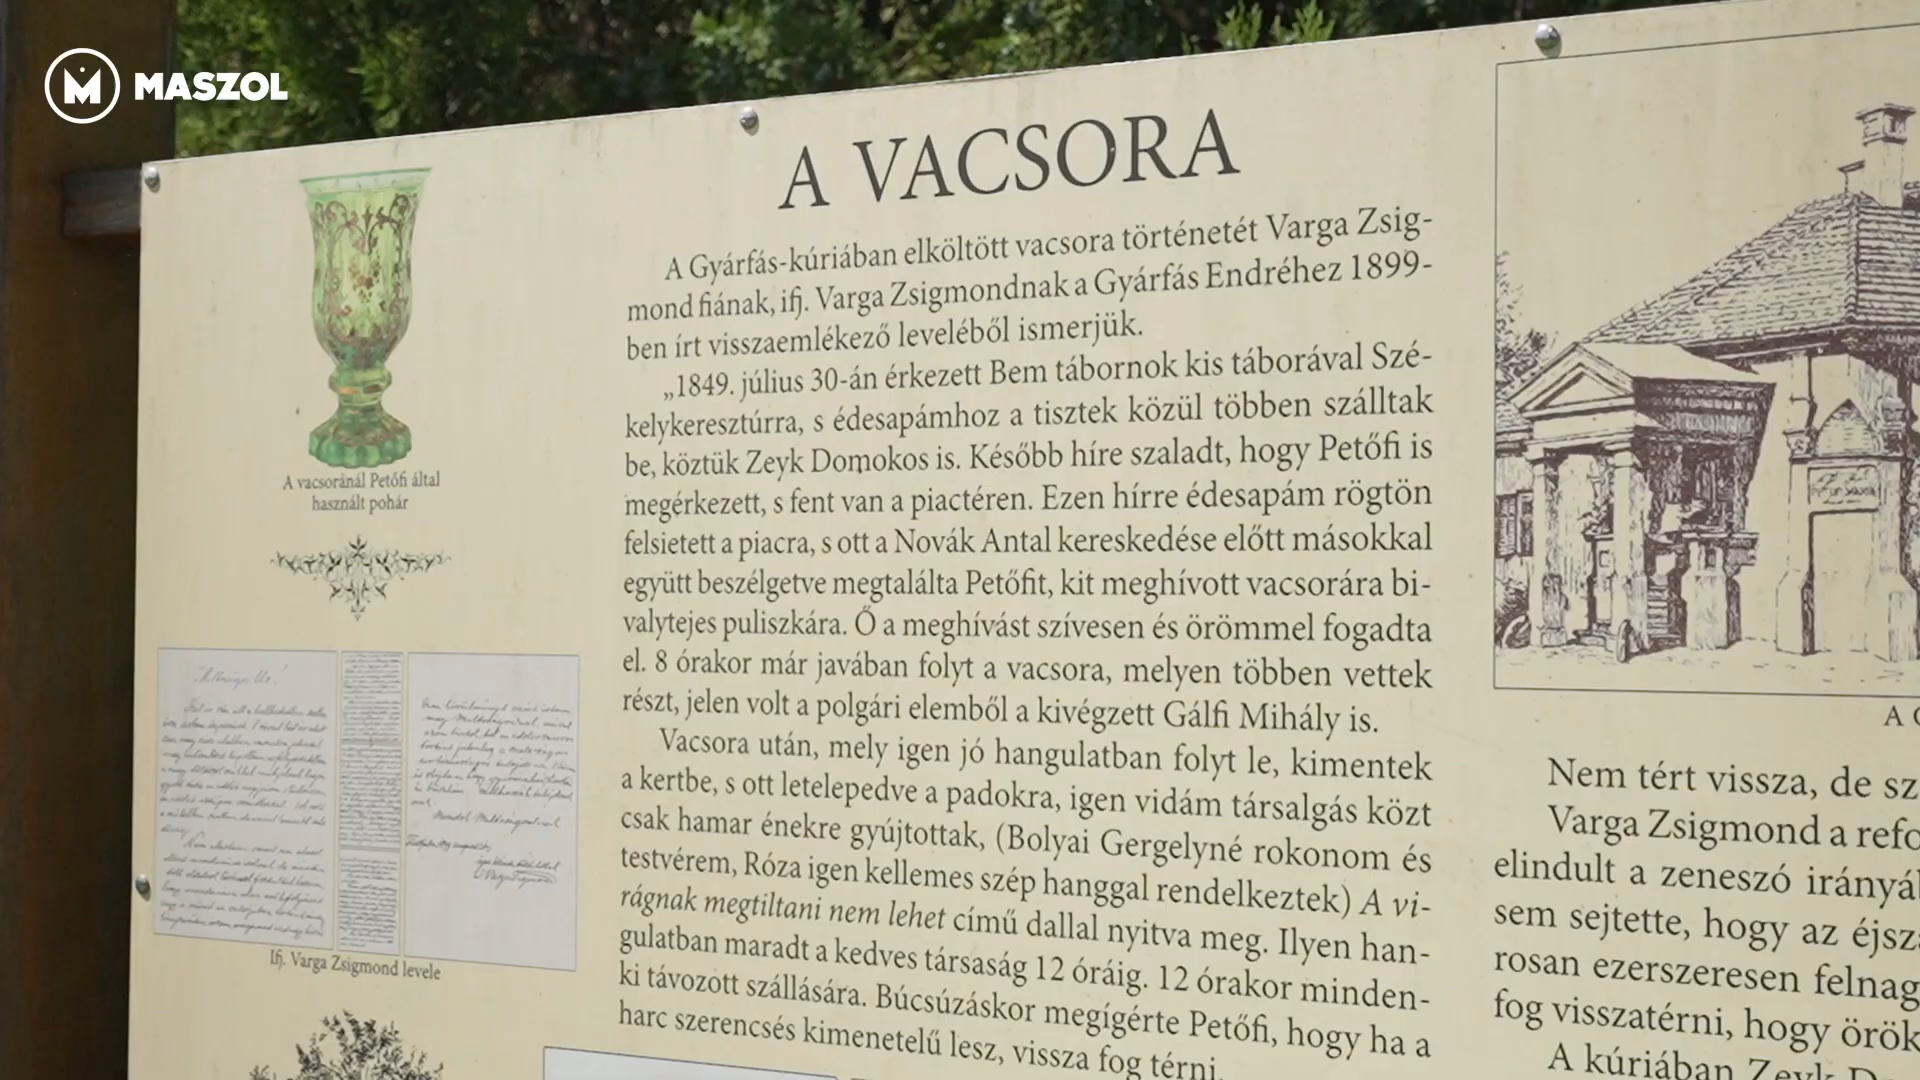 MASZOL
A VACSORA
A Gyárfás-kúriában elköltött vacsora történetét Varga Zsig-
mond fiának, ifj. Varga Zsigmondnak a Gyárfás Endréhez 1899-
ben írt visszaemlékező leveléből ismerjük.
„1849. július 30-án érkezett Bem tábornok kis táborával Szé-
kelykeresztúrra, s édesapámhoz a tisztek közül többen szálltak
be, köztük Zeyk Domokos is. Később híre szaladt, hogy Petőfi is
megérkezett, s fent van a piactéren. Ezen hírre édesapám rögtön
felsietett a piacra, s ott a Novák Antal kereskedése előtt másokkal
együtt beszélgetve megtalálta Petőfit, kit meghívott vacsorára bi-
valytejes puliszkára. Ő a meghívást szívesen és örömmel fogadta
el. 8 órakor már javában folyt a vacsora, melyen többen vettek
részt, jelen volt a polgári elemből a kivégzett Gálfi Mihály is.
Vacsora után, mely igen jó hangulatban folyt le, kimentek
a kertbe, s ott letelepedve a padokra, igen vidám társalgás közt
csak hamar énekre gyújtottak, (Bolyai Gergelyné rokonom és
testvérem, Róza igen kellemes szép hanggal rendelkeztek) A vi-
rágnak megtiltani nem lehet című dallal nyitva meg. Ilyen han-
gulatban maradt a kedves társaság 12 óráig. 12 órakor minden-
ki távozott szállására. Búcsúzáskor megígérte Petőfi, hogy ha a
harc szerencsés kimenetelű lesz, vissza fog térni.
A vacsoránál Petőfi által
használt pohár
Ifj. Varga Zsigmond levele
A
Nem tért vissza, de sz
Varga Zsigmond a refo
elindult a zeneszó irányá
sem sejtette, hogy az éjsz
rosan ezerszeresen felnag
fog visszatérni, hogy örök
A kúriában Zeyk